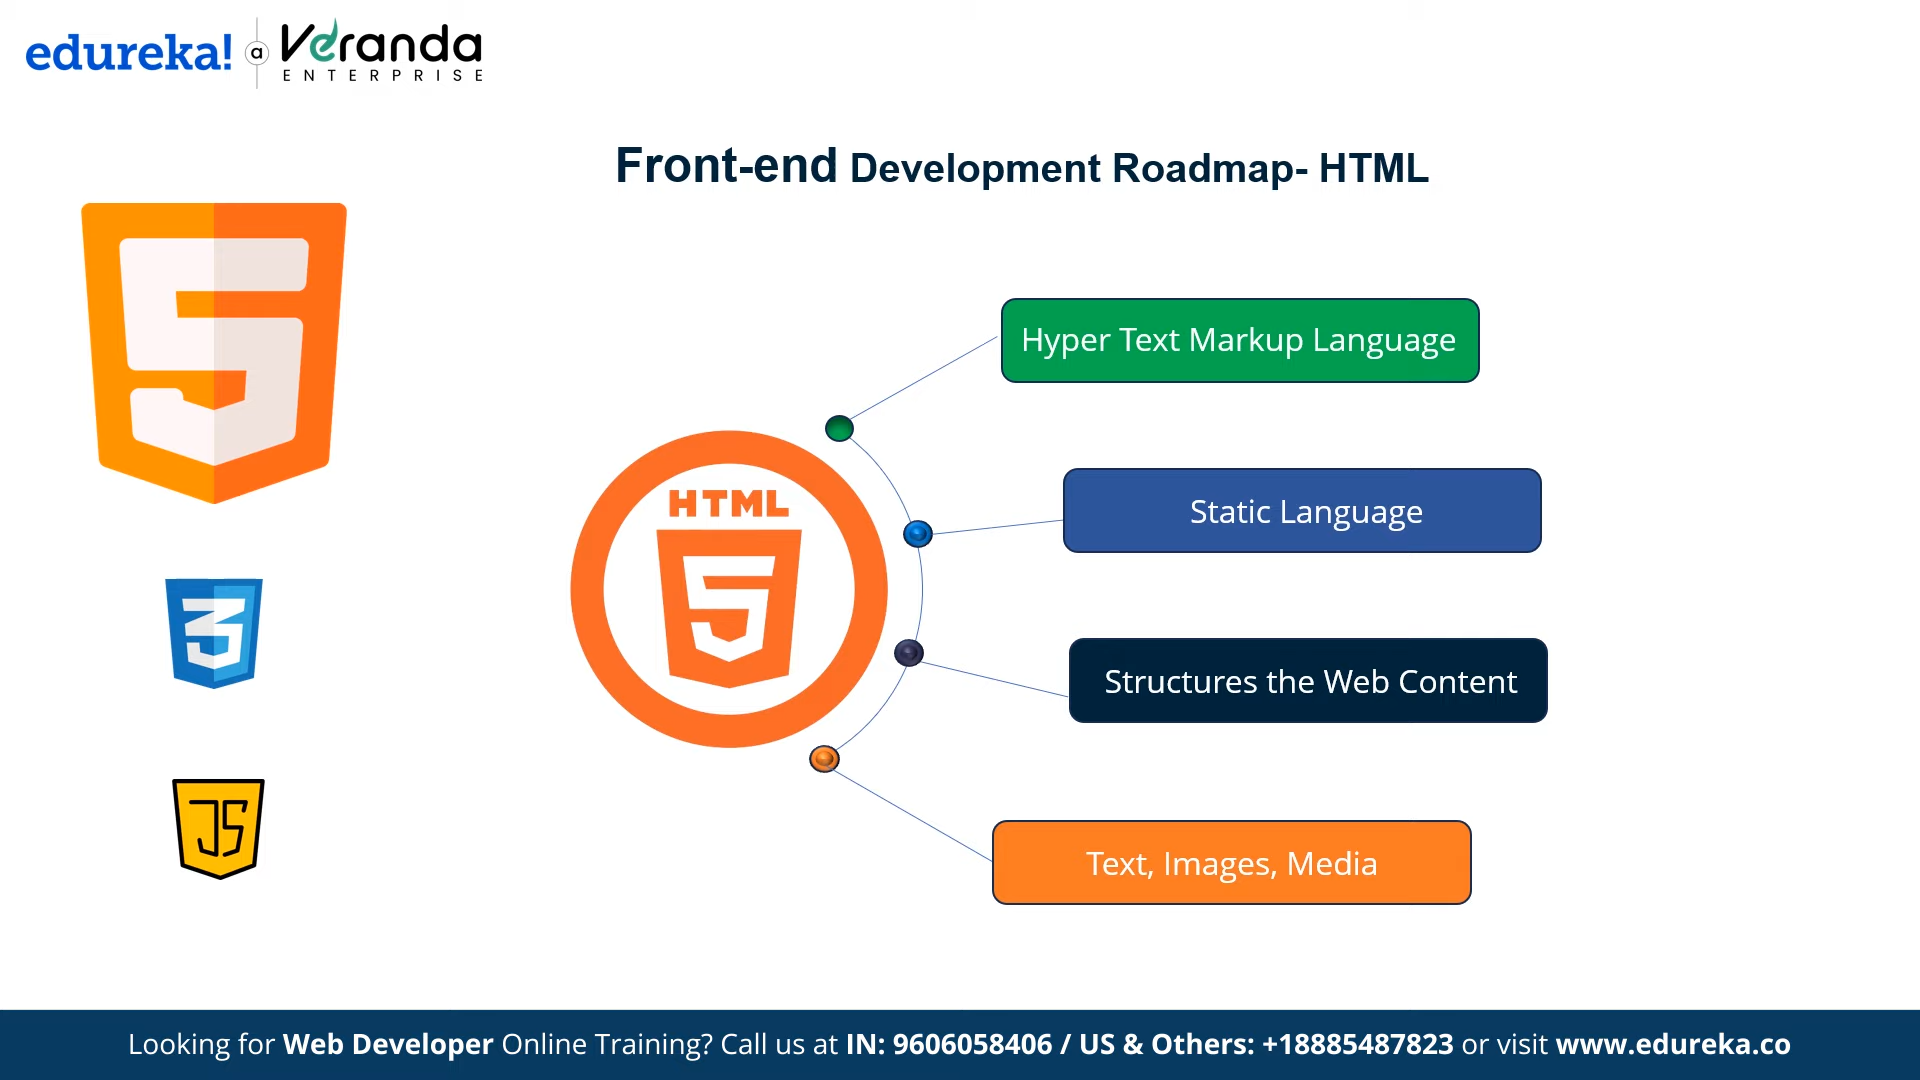 edureka! a Veranda
ENTERPRISE
Front-end Development Roadmap- HTML
Hyper Text Markup Language
HTML
Static Language
Structures the Web Content
JS
Text, Images, Media
Looking for Web Developer Online Training? Call us at IN: 9606058406 / US & Others: +18885487823 or visit www.edureka.co